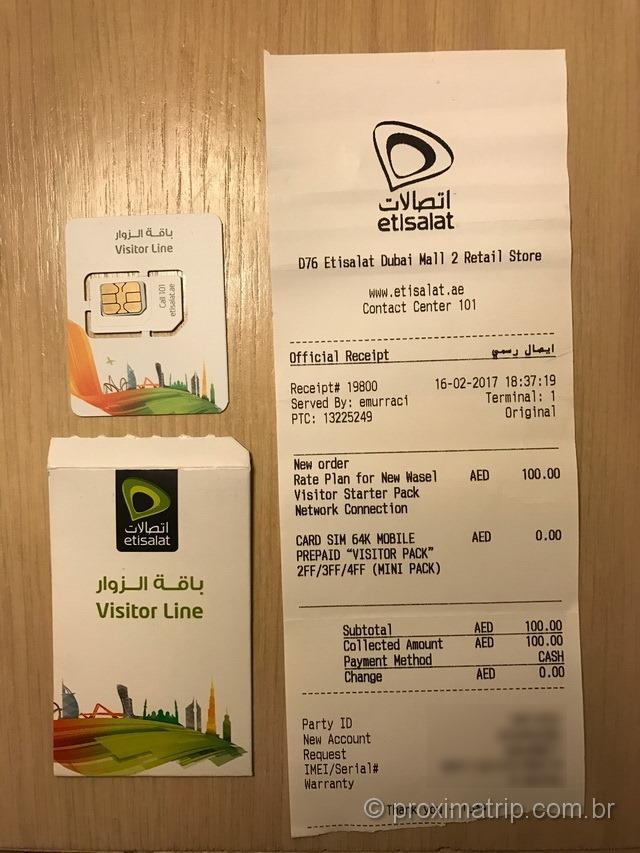 باقة الـزوار
Visitor Line
Call 101
etisalat.ae
اتصالات
etisalat
باقة الـزوار
Visitor Line
اتصالات
etisalat
D76 Etisalat Dubai Mall 2 Retail Store
www.etisalat.ae
Contact Center 101
Official Receipt ايصال رسمي
Receipt# 19800 16-02-2017 18:37:19
Served By: emurraci Terminal: 1
PTC: 13225249 Original
New order
Rate Plan for New Wasel AED 100.00
Visitor Starter Pack
Network Connection
CARD SIM 64K MOBILE AED 0.00
PREPAID "VISITOR PACK"
2FF/3FF/4FF (MINI PACK)
Subtotal AED 100.00
Collected Amount AED 100.00
Payment Method CASH
Change AED 0.00
Party ID
New Account
Request
IMEI/Serial#
Warranty
Thank you
© proximatrip.com.br